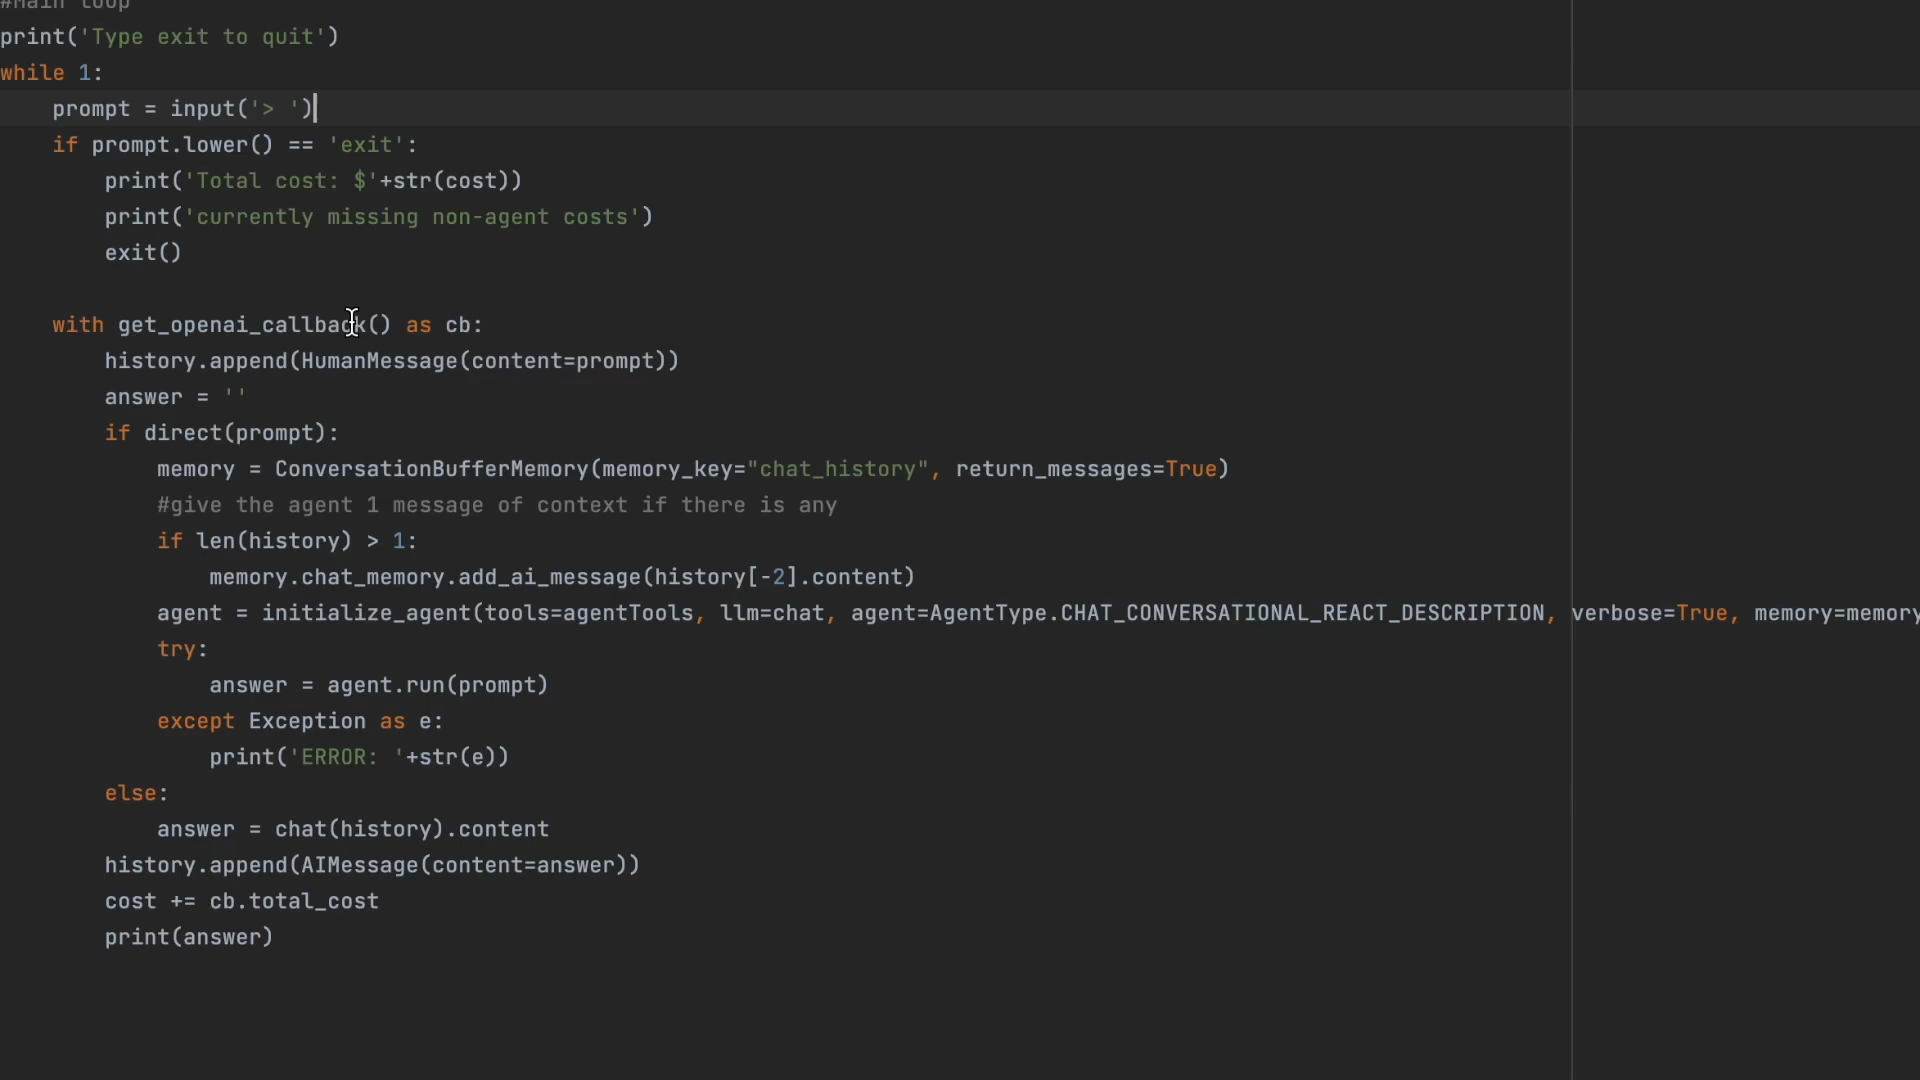 #Main loop
print('Type exit to quit')
while 1:
    prompt = input('> ')
    if prompt.lower() == 'exit':
        print('Total cost: $'+str(cost))
        print('currently missing non-agent costs')
        exit()

    with get_openai_callback() as cb:
        history.append(HumanMessage(content=prompt))
        answer = ''
        if direct(prompt):
            memory = ConversationBufferMemory(memory_key="chat_history", return_messages=True)
            #give the agent 1 message of context if there is any
            if len(history) > 1:
                memory.chat_memory.add_ai_message(history[-2].content)
            agent = initialize_agent(tools=agentTools, llm=chat, agent=AgentType.CHAT_CONVERSATIONAL_REACT_DESCRIPTION, verbose=True, memory=memory
            try:
                answer = agent.run(prompt)
            except Exception as e:
                print('ERROR: '+str(e))
        else:
            answer = chat(history).content
        history.append(AIMessage(content=answer))
        cost += cb.total_cost
        print(answer)